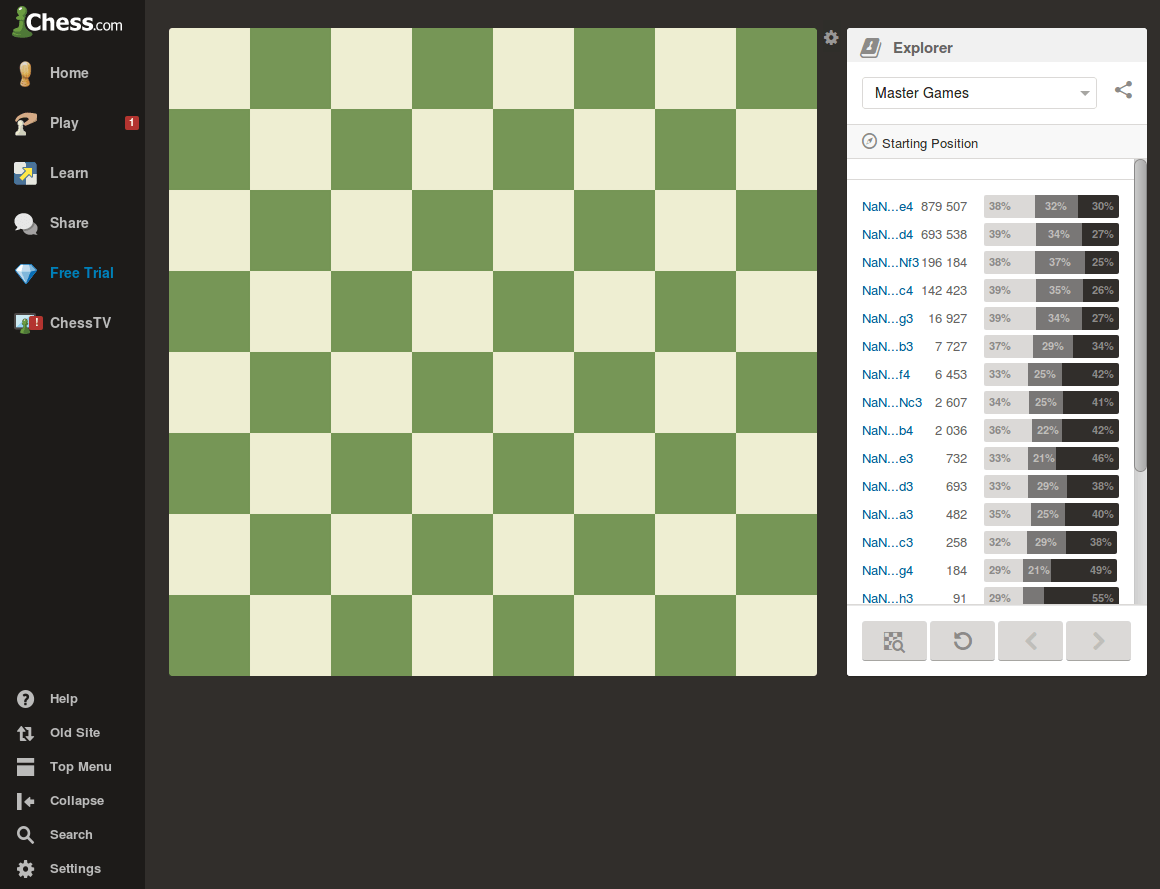 Chess.com
Home
Play 1
Learn
Share
Free Trial
! ChessTV
Help
Old Site
Top Menu
Collapse
Search
Settings
Explorer
Master Games
Starting Position
NaN...e4 879 507 38% 32% 30%
NaN...d4 693 538 39% 34% 27%
NaN...Nf3 196 184 38% 37% 25%
NaN...c4 142 423 39% 35% 26%
NaN...g3 16 927 39% 34% 27%
NaN...b3 7 727 37% 29% 34%
NaN...f4 6 453 33% 25% 42%
NaN...Nc3 2 607 34% 25% 41%
NaN...b4 2 036 36% 22% 42%
NaN...e3 732 33% 21% 46%
NaN...d3 693 33% 29% 38%
NaN...a3 482 35% 25% 40%
NaN...c3 258 32% 29% 38%
NaN...g4 184 29% 21% 49%
NaN...h3 91 29% 55%